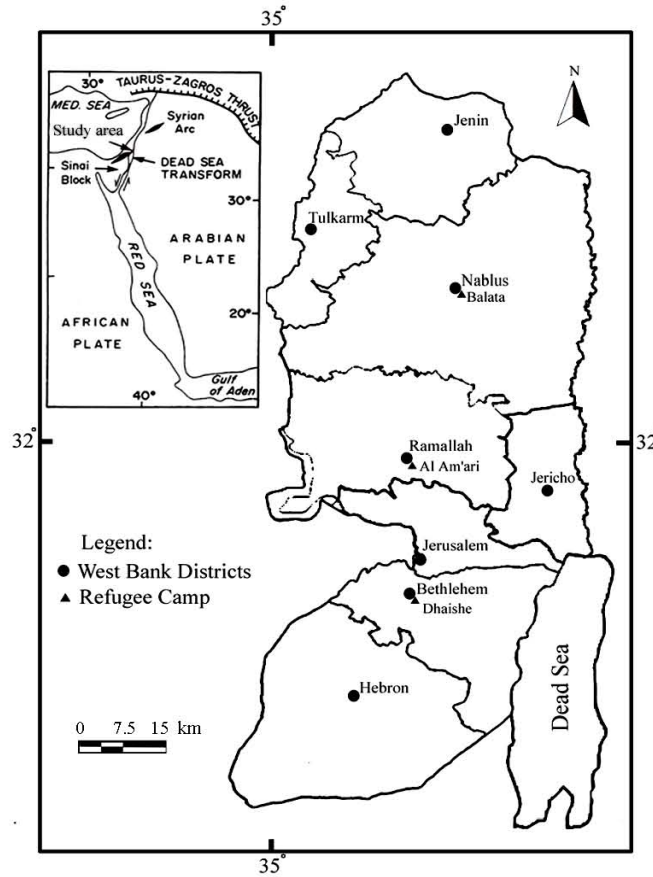 35°
30°
TAURUS-ZAGROS THRUST
MED. SEA
Syrian
Arc
Study area
Sinai
Block
DEAD SEA
TRANSFORM
30°
ARABIAN
PLATE
RED SEA
20°
AFRICAN
PLATE
Gulf
of Aden
40°
N
Jenin
Tulkarm
Nablus
Balata
32°
Ramallah
Al Am'ari
Jericho
32
Jerusalem
Bethlehem
Dhaishe
Hebron
Dead Sea
Legend:
West Bank Districts
Refugee Camp
0 7.5 15 km
35°